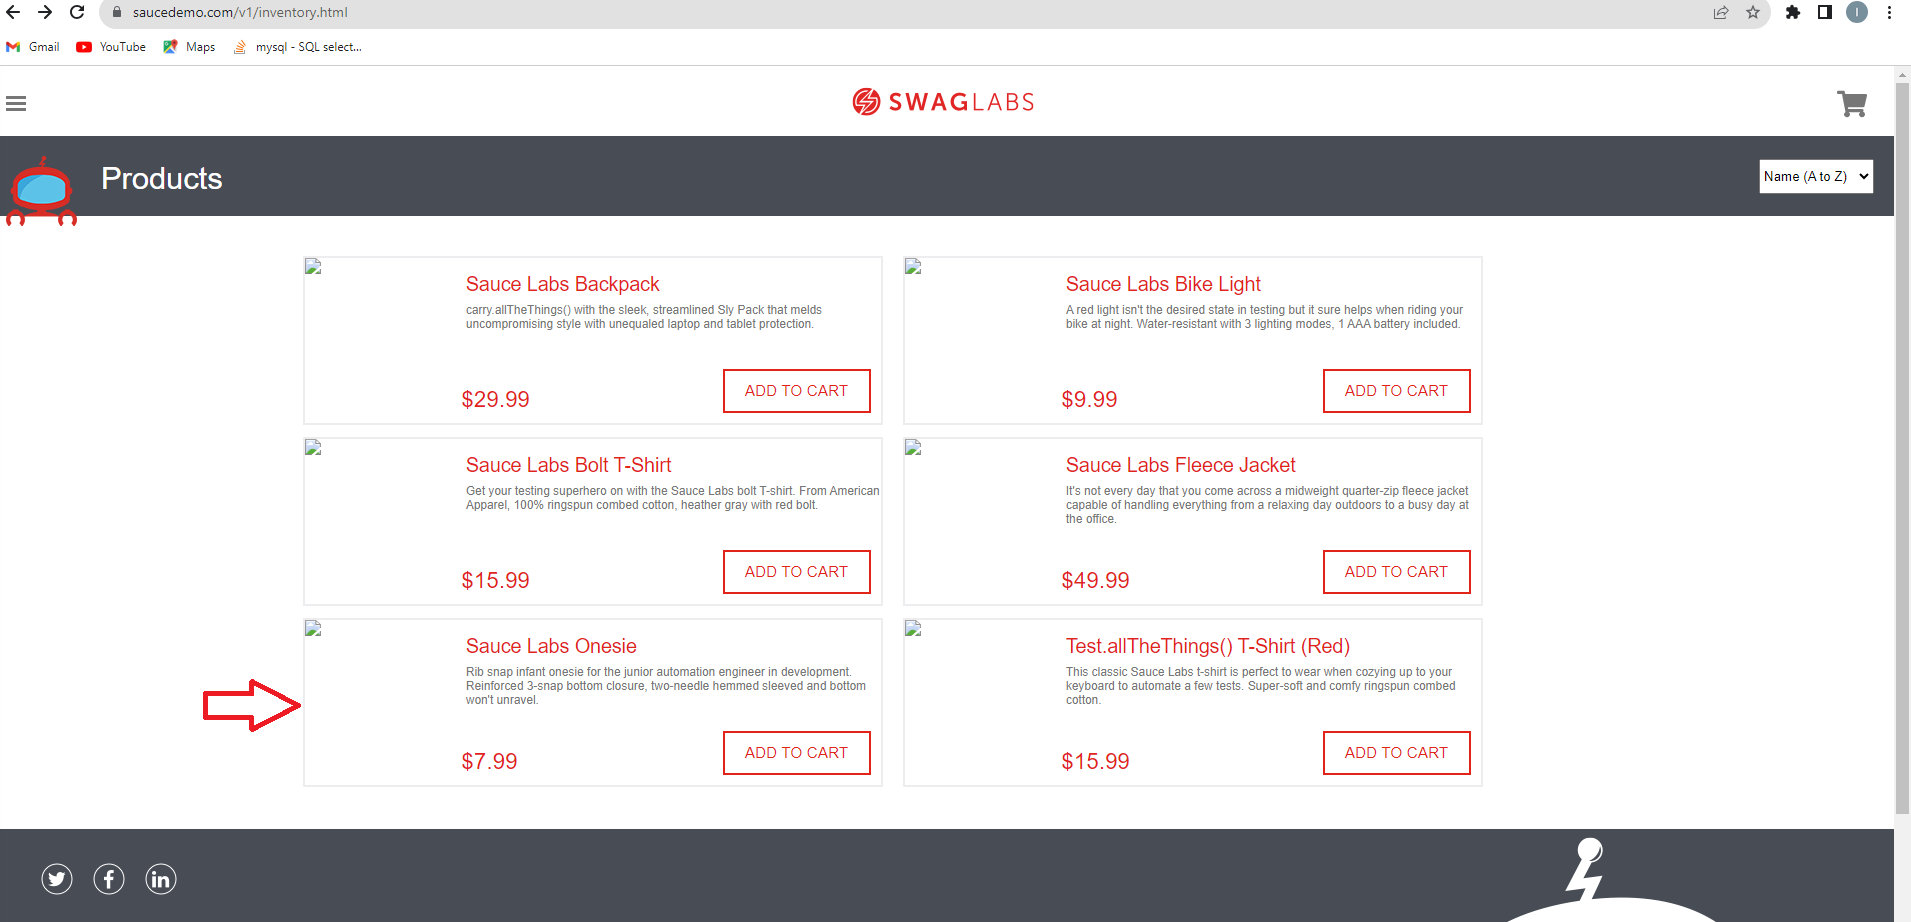 saucedemo.com/v1/inventory.html
I
Gmail
YouTube
Maps
mysql - SQL select...
SWAGLABS
Products
Name (A to Z)
Sauce Labs Backpack
carry.allTheThings() with the sleek, streamlined Sly Pack that melds
uncompromising style with unequaled laptop and tablet protection.
$29.99
ADD TO CART
Sauce Labs Bike Light
A red light isn't the desired state in testing but it sure helps when riding your
bike at night. Water-resistant with 3 lighting modes, 1 AAA battery included.
$9.99
ADD TO CART
Sauce Labs Bolt T-Shirt
Get your testing superhero on with the Sauce Labs bolt T-shirt. From American
Apparel, 100% ringspun combed cotton, heather gray with red bolt.
$15.99
ADD TO CART
Sauce Labs Fleece Jacket
It's not every day that you come across a midweight quarter-zip fleece jacket
capable of handling everything from a relaxing day outdoors to a busy day at
the office.
$49.99
ADD TO CART
Sauce Labs Onesie
Rib snap infant onesie for the junior automation engineer in development.
Reinforced 3-snap bottom closure, two-needle hemmed sleeved and bottom
won't unravel.
$7.99
ADD TO CART
Test.allTheThings() T-Shirt (Red)
This classic Sauce Labs t-shirt is perfect to wear when cozying up to your
keyboard to automate a few tests. Super-soft and comfy ringspun combed
cotton.
$15.99
ADD TO CART